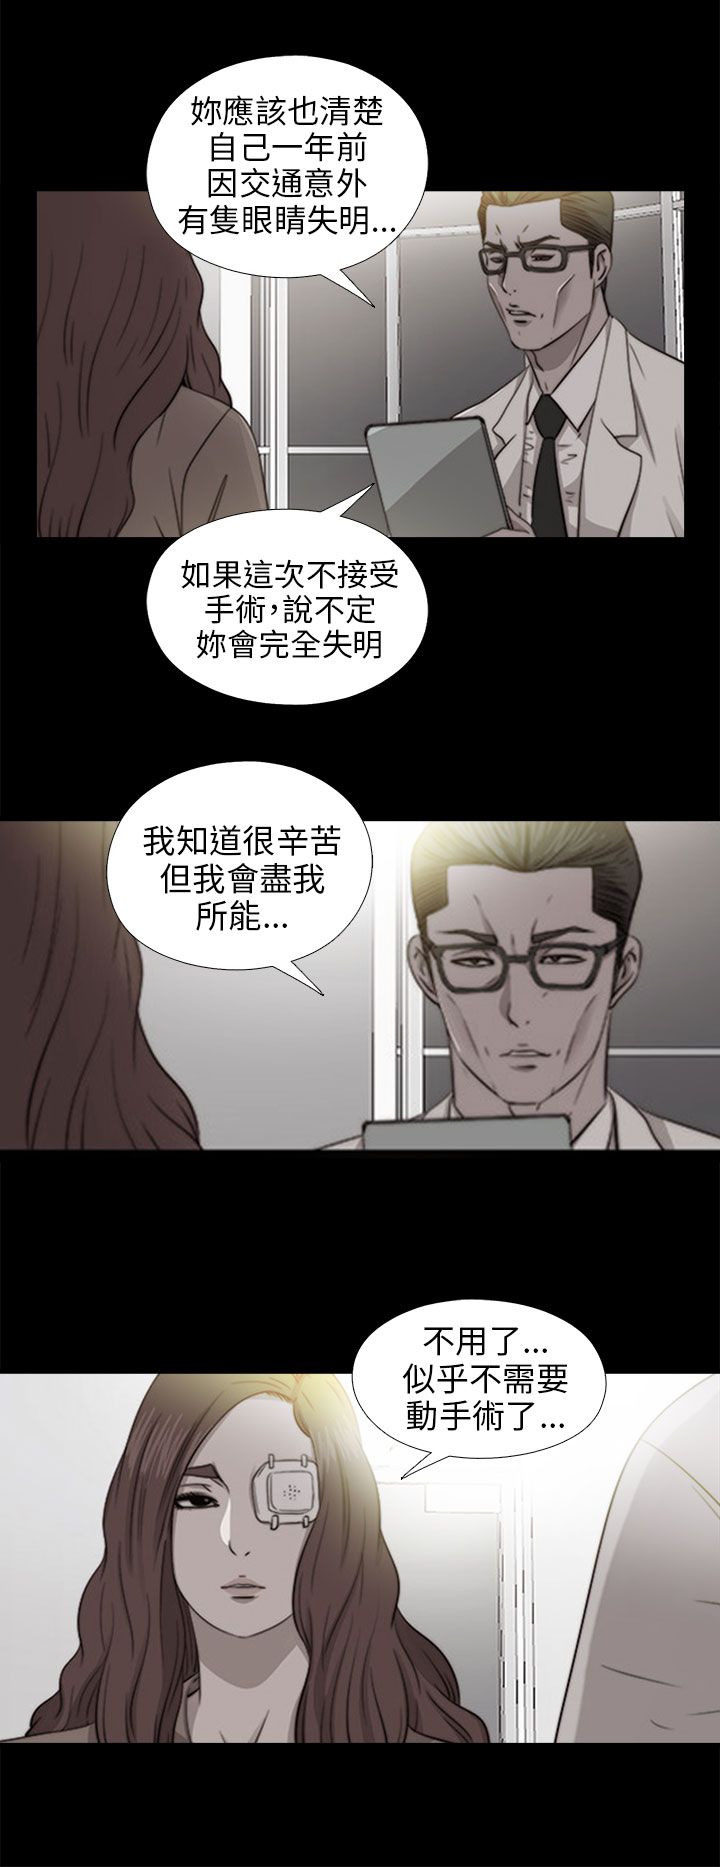 妳應該也清楚
自己一年前
因交通意外
有隻眼睛失明...
如果這次不接受
手術，說不定
妳會完全失明
我知道很辛苦
但我會盡我
所能...
不用了...
似乎不需要
動手術了...